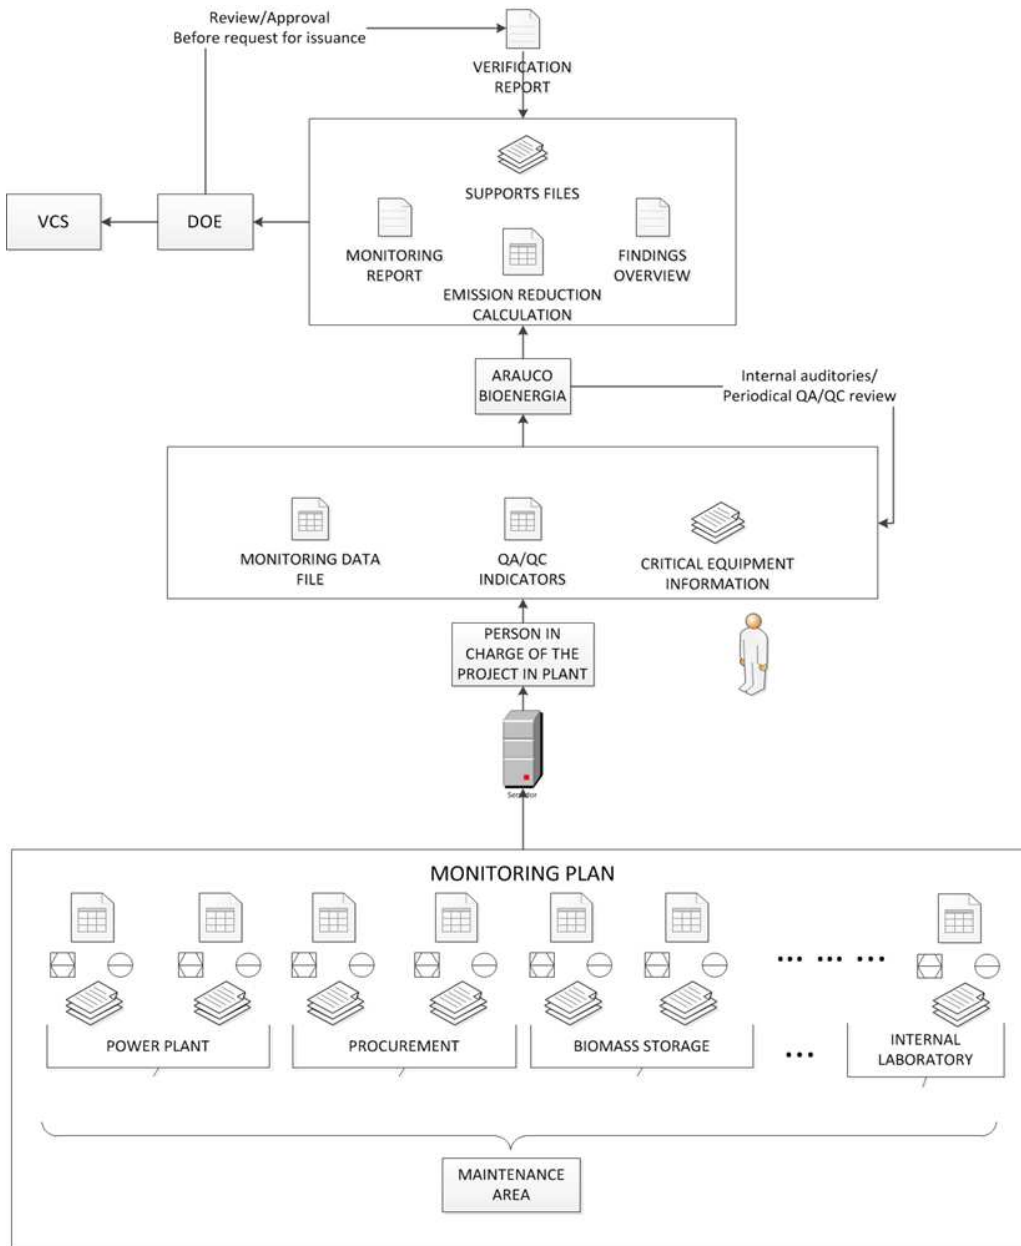 Review/Approval
Before request for issuance
VERIFICATION
REPORT
SUPPORTS FILES
VCS
DOE
MONITORING
REPORT
FINDINGS
OVERVIEW
EMISSION REDUCTION
CALCULATION
ARAUCO
BIOENERGIA
Internal auditories/
Periodical QA/QC review
MONITORING DATA
FILE
QA/QC
INDICATORS
CRITICAL EQUIPMENT
INFORMATION
PERSON IN
CHARGE OF THE
PROJECT IN PLANT
MONITORING PLAN
POWER PLANT
PROCUREMENT
BIOMASS STORAGE
INTERNAL
LABORATORY
MAINTENANCE
AREA